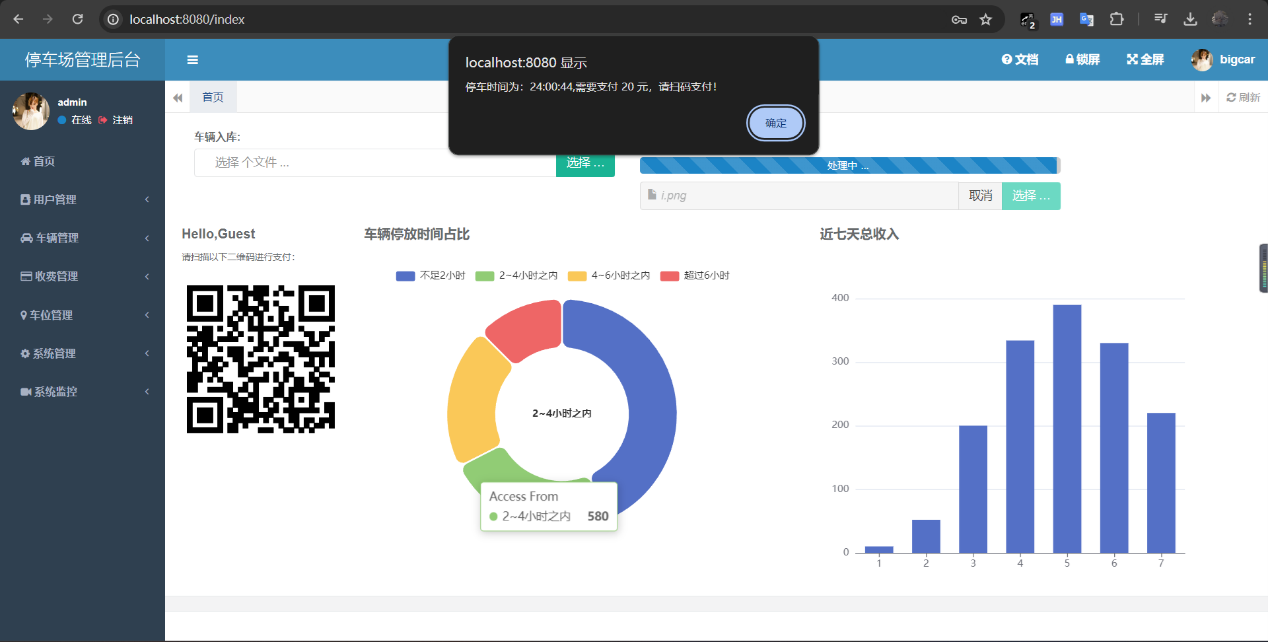 localhost:8080/index
2
JH
停车场管理后台
文档
锁屏
全屏
bigcar
localhost:8080 显示
停车时间为：24:00:44,需要支付 20 元，请扫码支付！
确定
admin
在线
注销
首页
刷新
首页
用户管理
车辆管理
收费管理
车位管理
系统管理
系统监控
车辆入库:
选择 个文件 ...
选择 ...
处理中 ...
i.png
取消
选择 ...
Hello,Guest
请扫描以下二维码进行支付：
车辆停放时间占比
不足2小时
2~4小时之内
4~6小时之内
超过6小时
2~4小时之内
Access From
2~4小时之内 580
近七天总收入
400
300
200
100
0
1 2 3 4 5 6 7